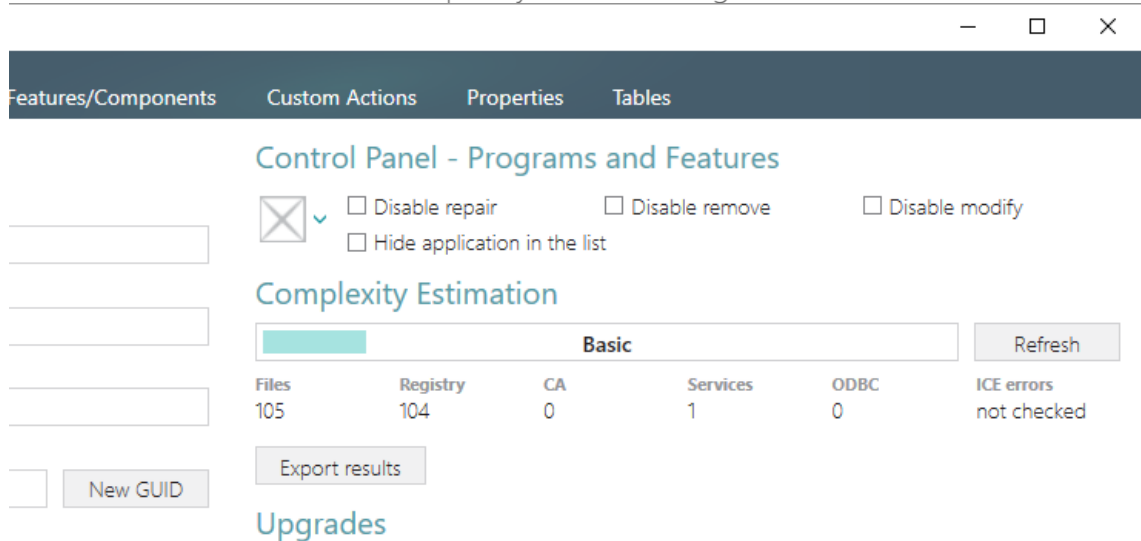 Features/Components Custom Actions Properties Tables
Control Panel - Programs and Features
Disable repair Disable remove Disable modify
Hide application in the list
Complexity Estimation
Basic Refresh
Files Registry CA Services ODBC ICE errors
105 104 0 1 0 not checked
Export results
New GUID
Upgrades